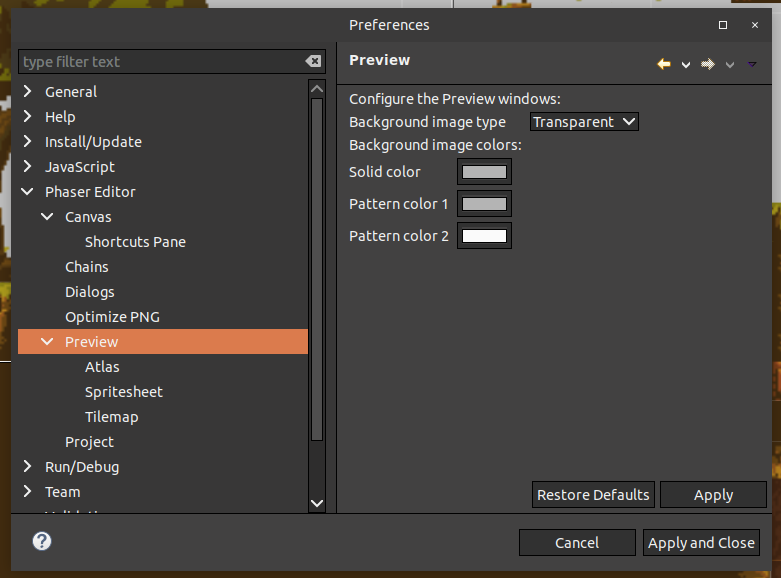 Preferences
type filter text
General
Help
Install/Update
JavaScript
Phaser Editor
Canvas
Shortcuts Pane
Chains
Dialogs
Optimize PNG
Preview
Atlas
Spritesheet
Tilemap
Project
Run/Debug
Team
Preview
Configure the Preview windows:
Background image type Transparent
Background image colors:
Solid color
Pattern color 1
Pattern color 2
Restore Defaults Apply
? Cancel Apply and Close